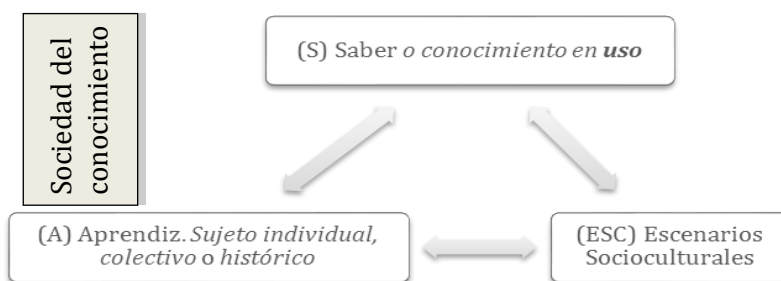 Sociedad del
conocimiento
(S) Saber o conocimiento en uso
(A) Aprendiz. Sujeto individual,
colectivo o histórico
(ESC) Escenarios
Socioculturales